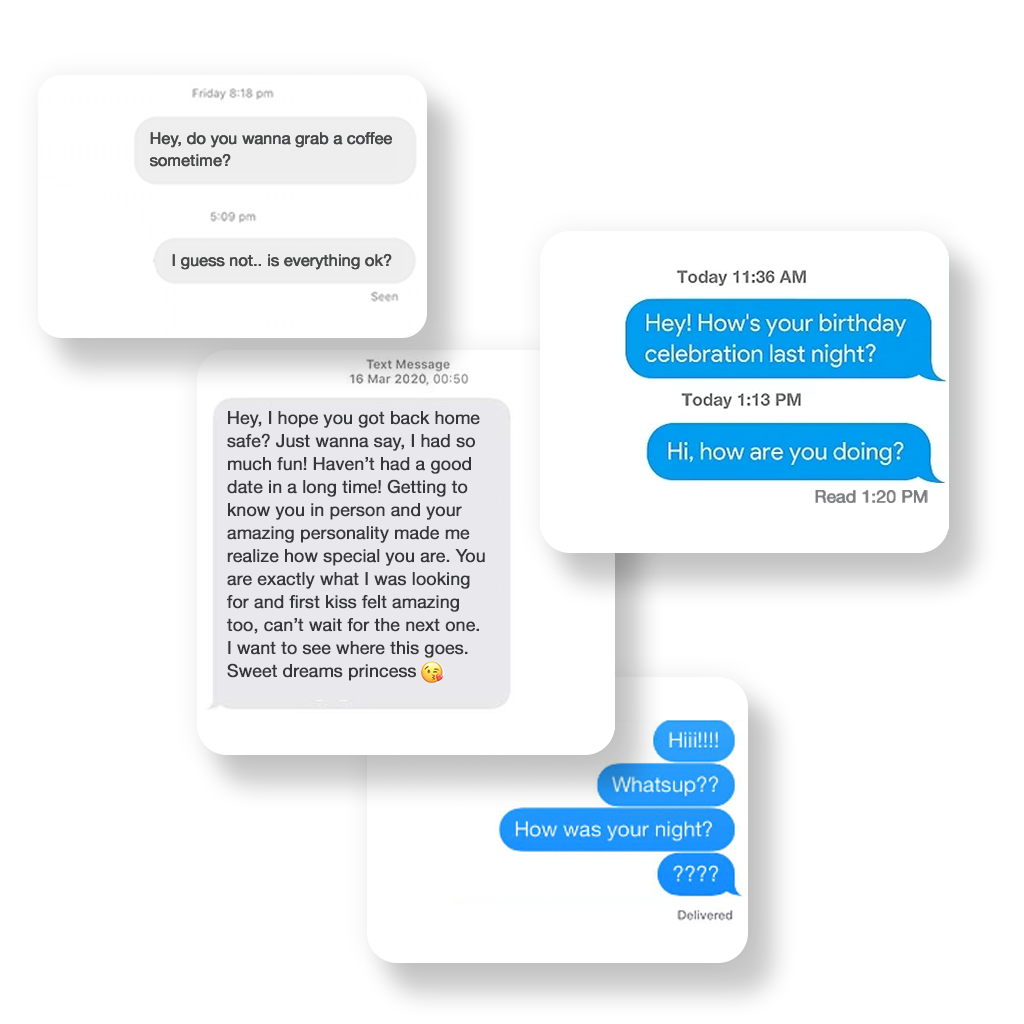 Friday 8:18 pm
Hey, do you wanna grab a coffee
sometime?
5:09 pm
I guess not.. is everything ok?
Seen
Today 11:36 AM
Hey! How's your birthday
celebration last night?
Today 1:13 PM
Hi, how are you doing?
Read 1:20 PM
Text Message
16 Mar 2020, 00:50
Hey, I hope you got back home
safe? Just wanna say, I had so
much fun! Haven’t had a good
date in a long time! Getting to
know you in person and your
amazing personality made me
realize how special you are. You
are exactly what I was looking
for and first kiss felt amazing
too, can’t wait for the next one.
I want to see where this goes.
Sweet dreams princess 😘
Hiii!!!!
Whatsup??
How was your night?
????
Delivered